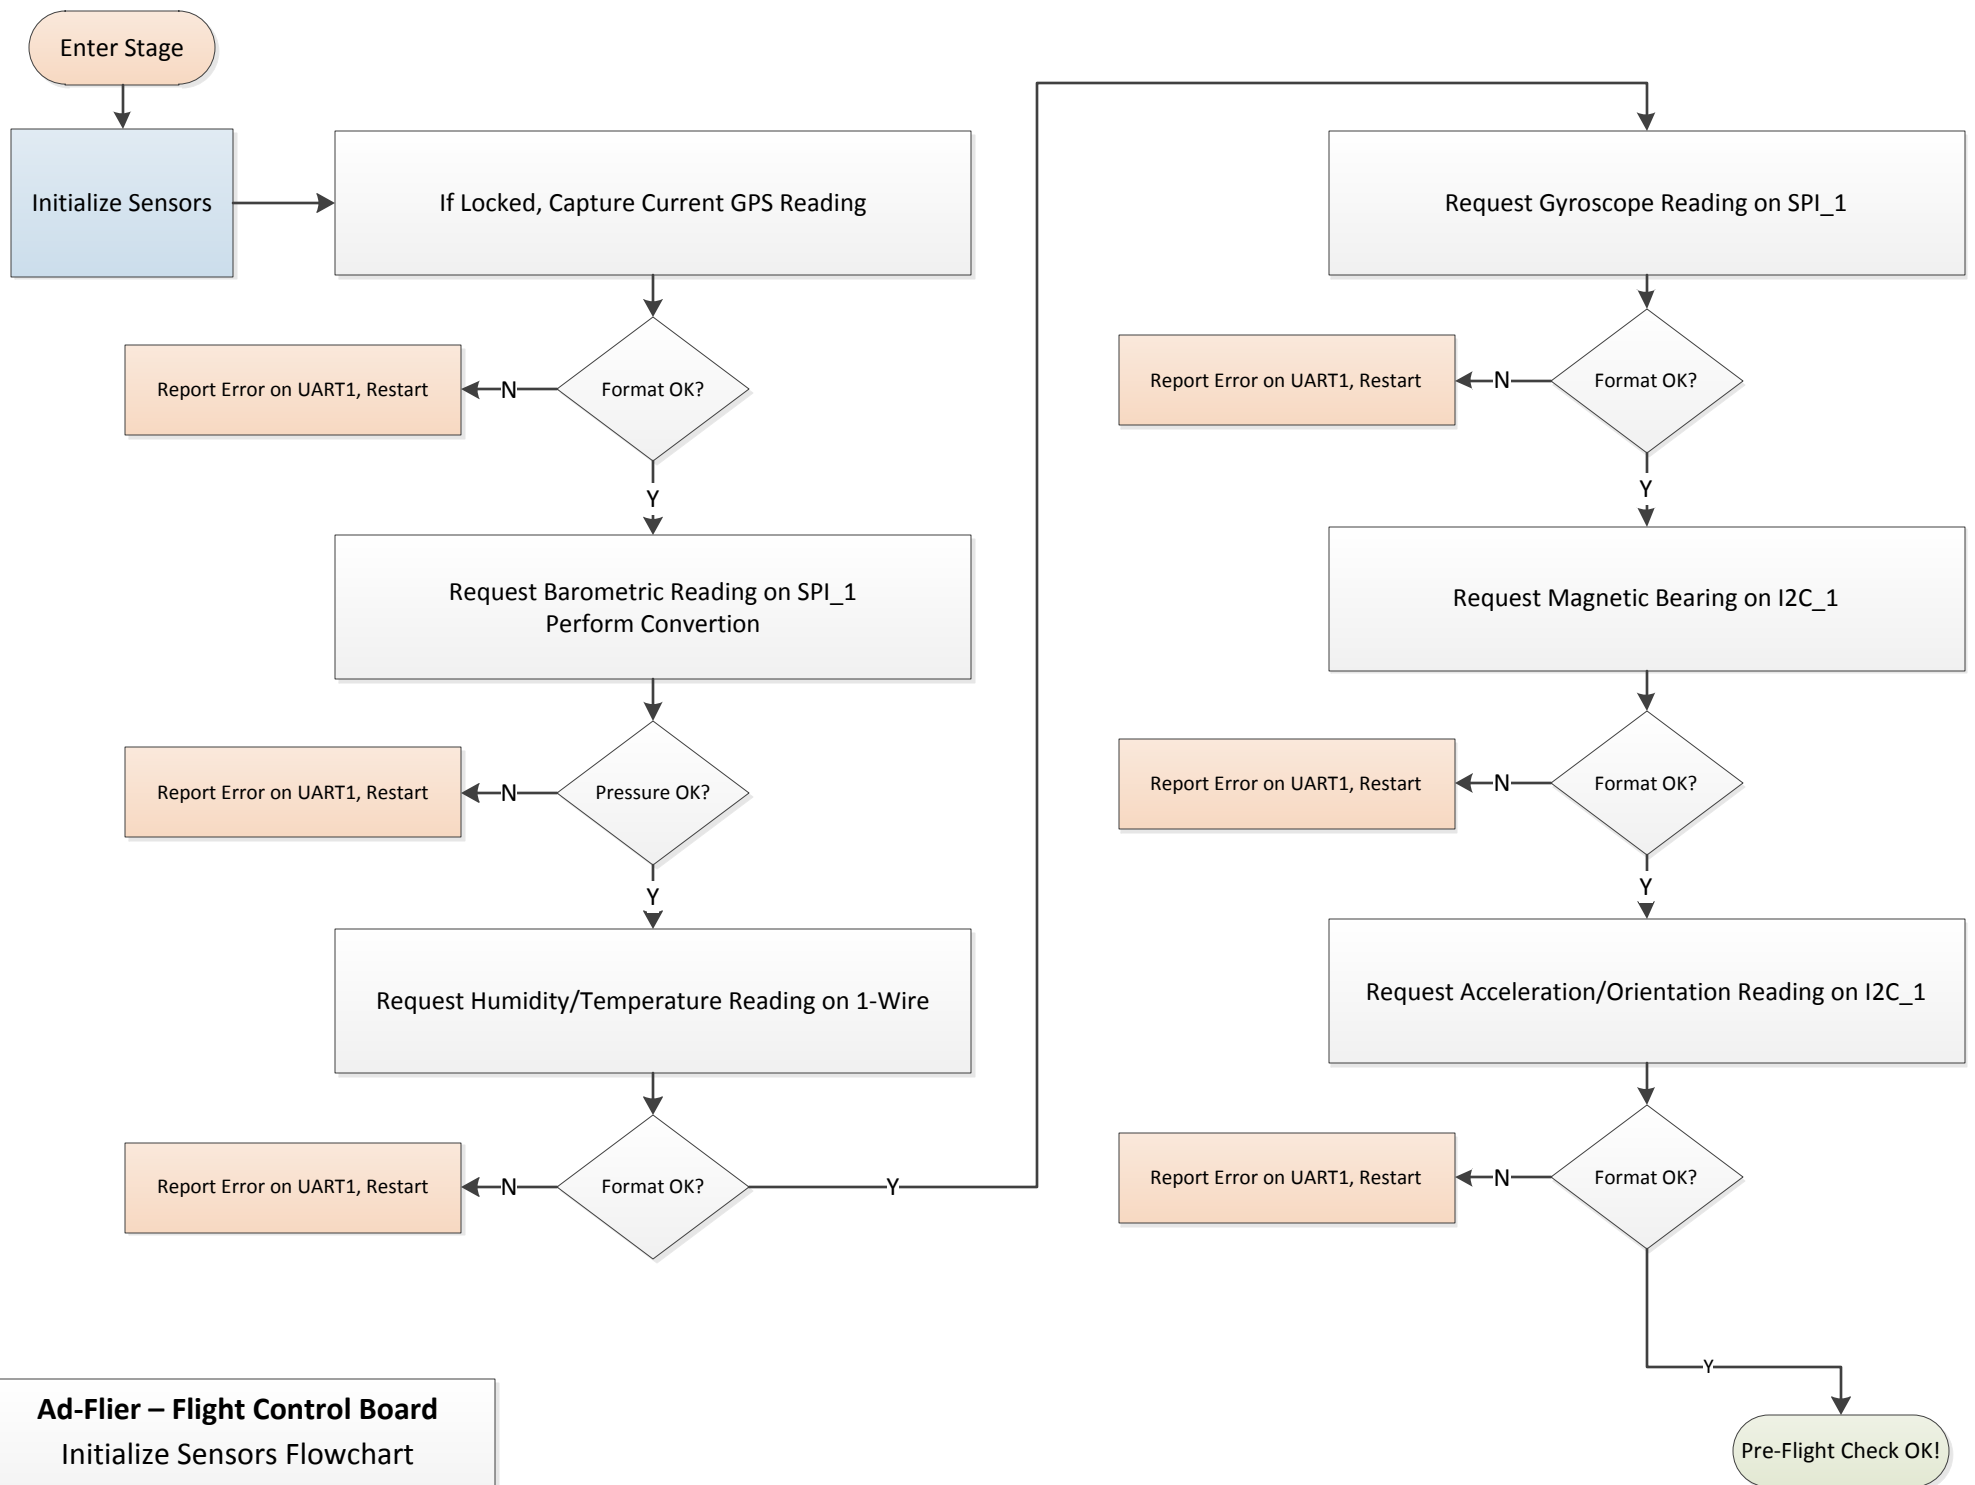 Enter Stage
Initialize Sensors
If Locked, Capture Current GPS Reading
Format OK?
N
Report Error on UART1, Restart
Y
Request Barometric Reading on SPI_1
Perform Convertion
Pressure OK?
N
Report Error on UART1, Restart
Y
Request Humidity/Temperature Reading on 1-Wire
Format OK?
N
Report Error on UART1, Restart
Y
Request Gyroscope Reading on SPI_1
Format OK?
N
Report Error on UART1, Restart
Y
Request Magnetic Bearing on I2C_1
Format OK?
N
Report Error on UART1, Restart
Y
Request Acceleration/Orientation Reading on I2C_1
Format OK?
N
Report Error on UART1, Restart
Y
Pre-Flight Check OK!
Ad-Flier – Flight Control Board
Initialize Sensors Flowchart